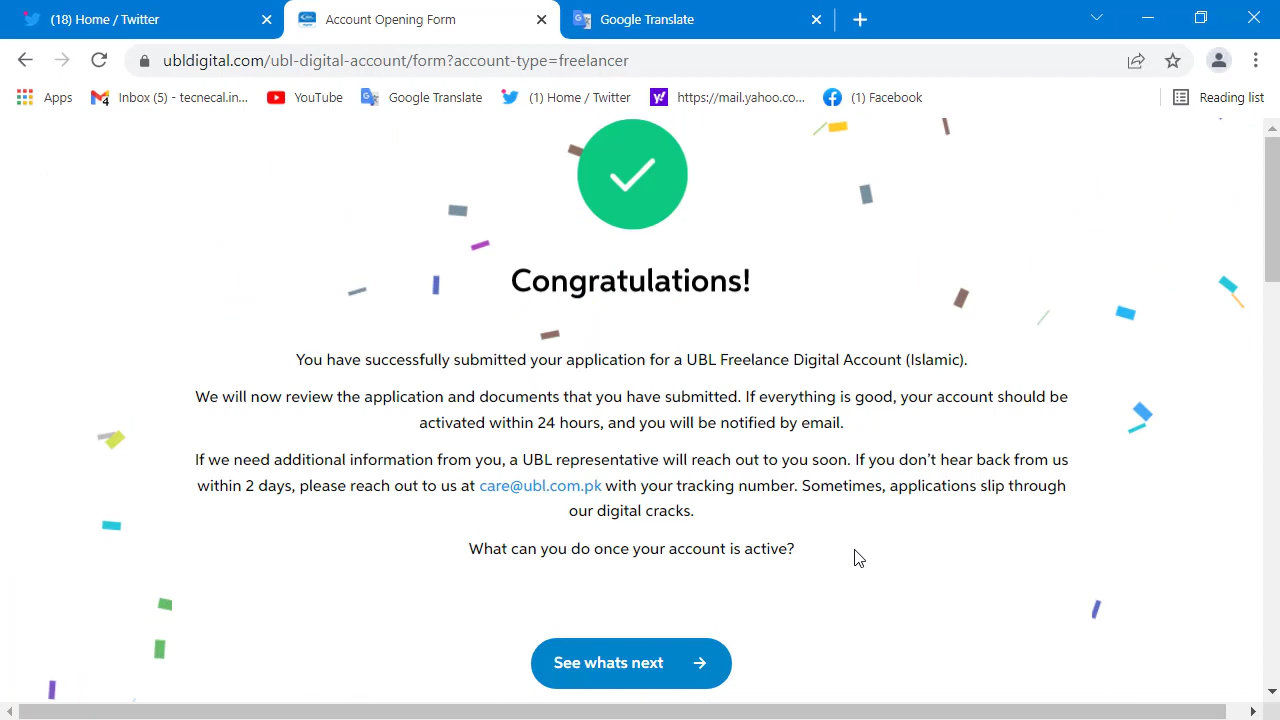 (18) Home / Twitter
Account Opening Form
Google Translate
ubldigital.com/ubl-digital-account/form?account type=freelancer
Apps
4
Inbox (5) - tecnecal.in...
YouTube
Google Translate
(1) Home / Twitter
https://mail.yahoo.co...
(1) Facebook
Reading list
Congratulations!
You have successfully submitted your application for a UBL Freelance Digital Account (Islamic).
We will now review the application and documents that you have submitted. If everything is good, your account should be
activated within 24 hours, and you will be notified by email.
If we need additional information from you, a UBL representative will reach out to you soon. If you don’t hear back from us
within 2 days, please reach out to us at care@ubl.com.pk with your tracking number. Sometimes, applications slip through
our digital cracks.
What can you do once your account is active?
See whats next